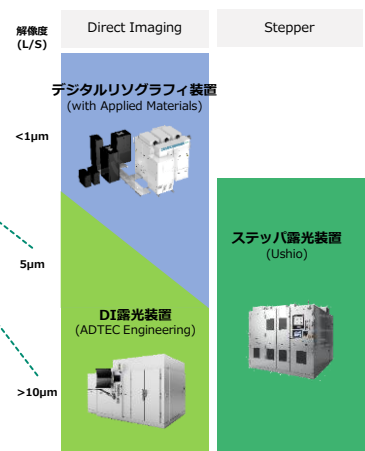 解像度
(L/S)
Direct Imaging
Stepper
デジタルリソグラフィ装置
(with Applied Materials)
<1μm
ステッパ露光装置
(Ushio)
5μm
DI露光装置
(ADTEC Engineering)
>10μm